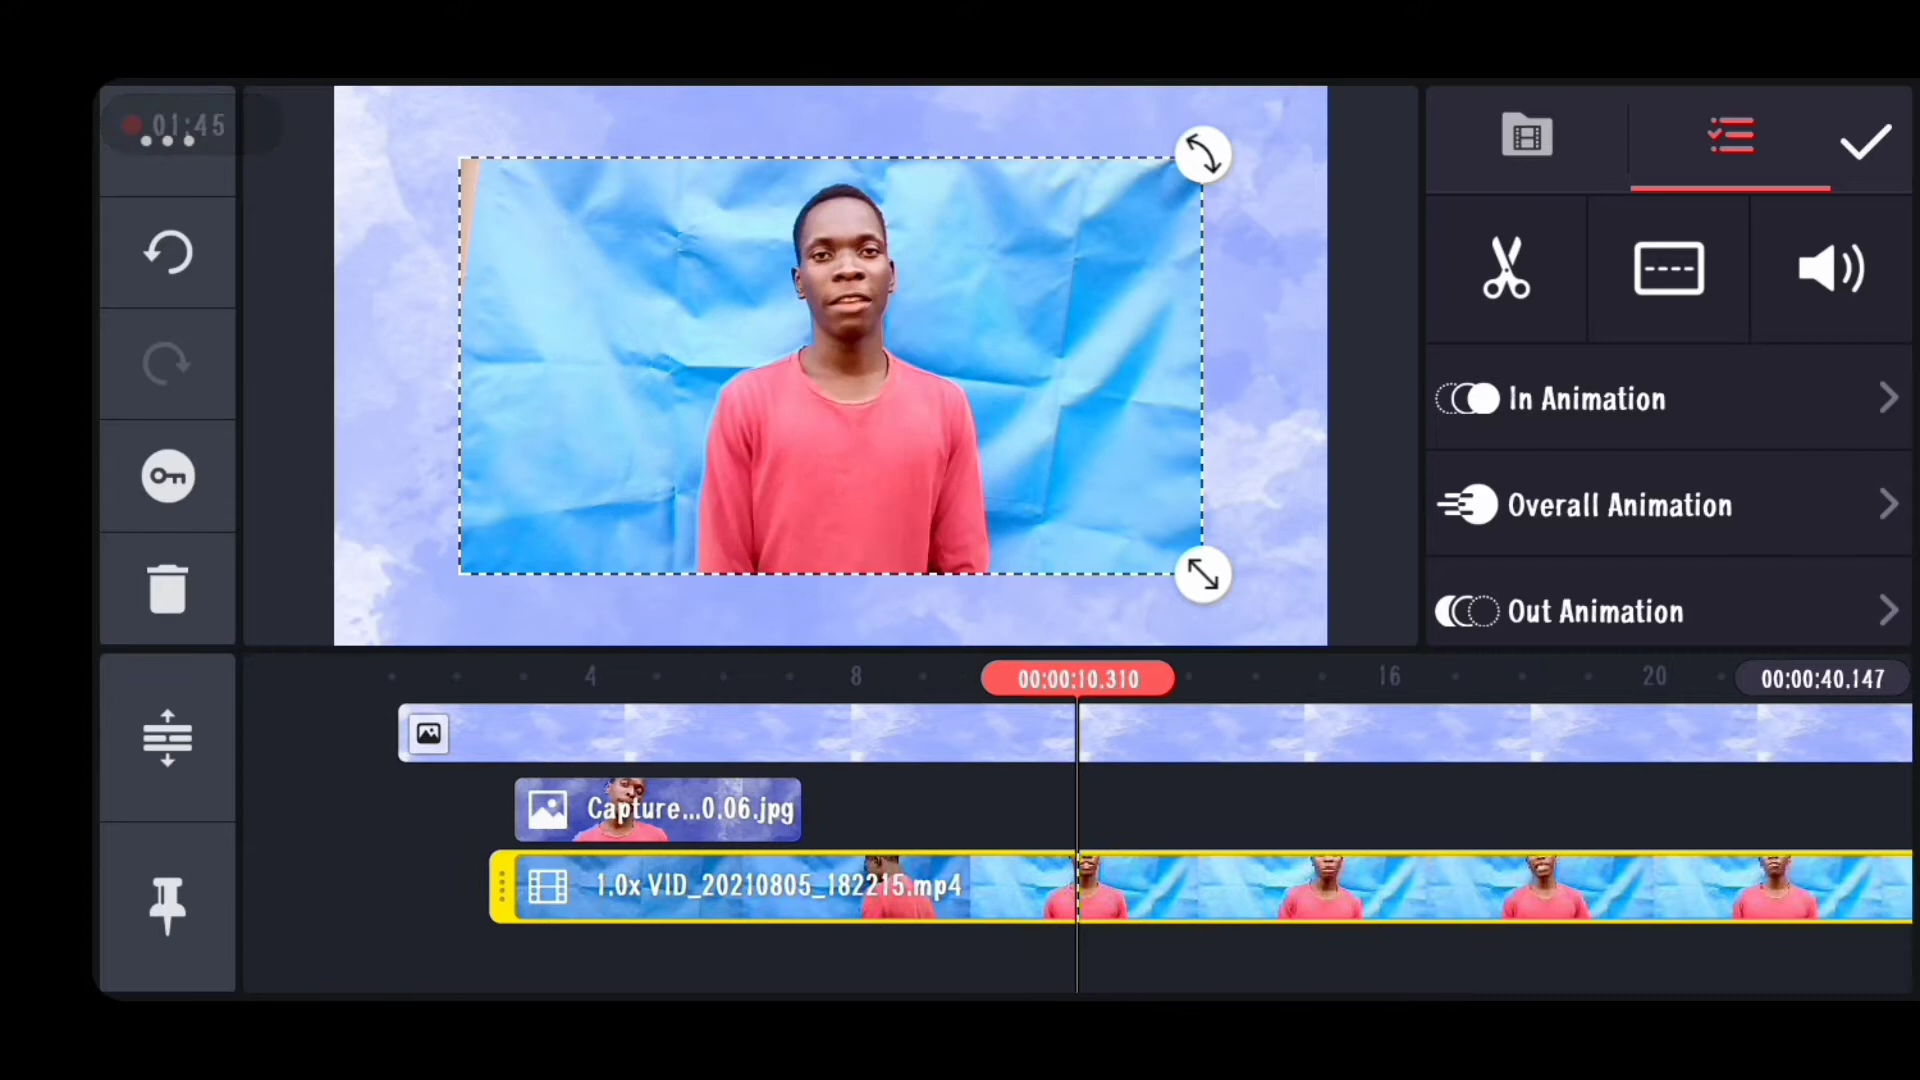 01:45
In Animation
Overall Animation
Out Animation
4
8
00:00:10.310
16
20
00:00:40.147
Capture...0.06.jpg
1.0x VID_20210805_182215.mp4